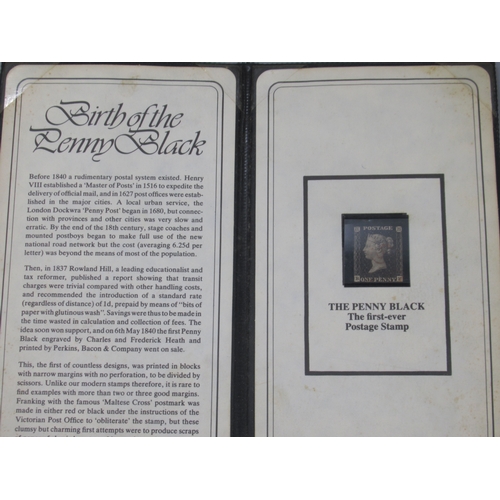 Birth of the
Penny Black
Before 1840 a rudimentary postal system existed. Henry
VIII established a 'Master of Posts' in 1516 to expedite the
delivery of official mail, and in 1627 post offices were estab-
lished in the major cities. A local urban service, the
London Dockwra 'Penny Post' began in 1680, but connec-
tion with provinces and other cities was very slow and
erratic. By the end of the 18th century, stage coaches and
mounted postboys began to make full use of the new
national road network but the cost (averaging 6.25d per
letter) was beyond the means of most of the population.
Then, in 1837 Rowland Hill, a leading educationalist and
tax reformer, published a report showing that transit
charges were trivial compared with other handling costs,
and recommended the introduction of a standard rate
(regardless of distance) of 1d, prepaid by means of "bits of
paper with glutinous wash". Savings were thus to be made in
the time wasted in calculation and collection of fees. The
idea soon won support, and on 6th May 1840 the first Penny
Black engraved by Charles and Frederick Heath and
printed by Perkins, Bacon & Company went on sale.
This, the first of countless designs, was printed in blocks
with narrow margins with no perforation, to be divided by
scissors. Unlike our modern stamps therefore, it is rare to
find examples with more than two or three good margins.
Franking with the famous 'Maltese Cross' postmark was
made in either red or black under the instructions of the
Victorian Post Office to 'obliterate' the stamp, but these
clumsy but charming first attempts were to produce scraps
POSTAGE
ONE PENNY
THE PENNY BLACK
The first-ever
Postage Stamp